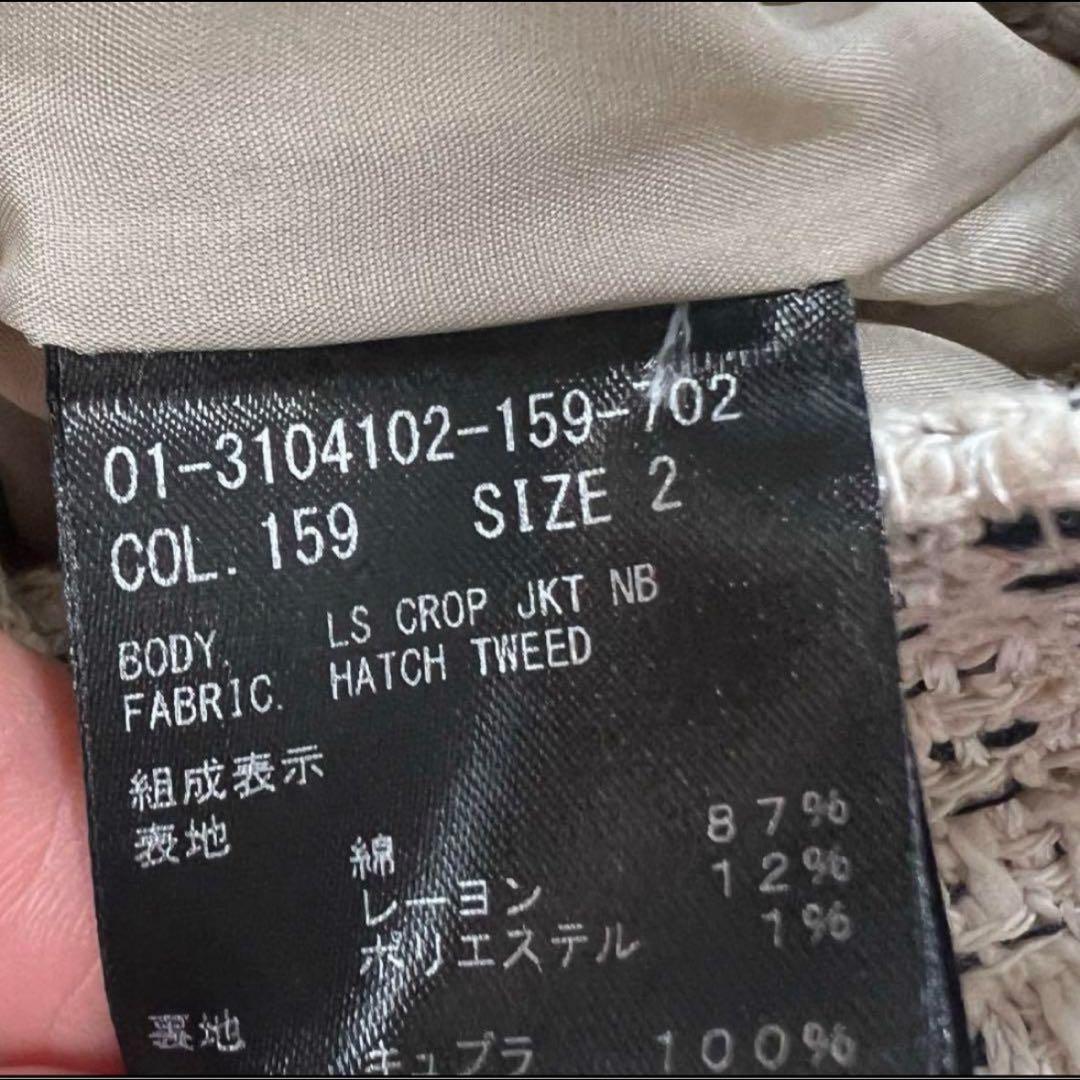 01-3104102-159-702
COL. 159 SIZE 2
BODY. LS CROP JKT NB
FABRIC. HATCH TWEED
組成表示
表地
綿 87%
レーヨン 12%
ポリエステル 1%
裏地
キュプラ 100%